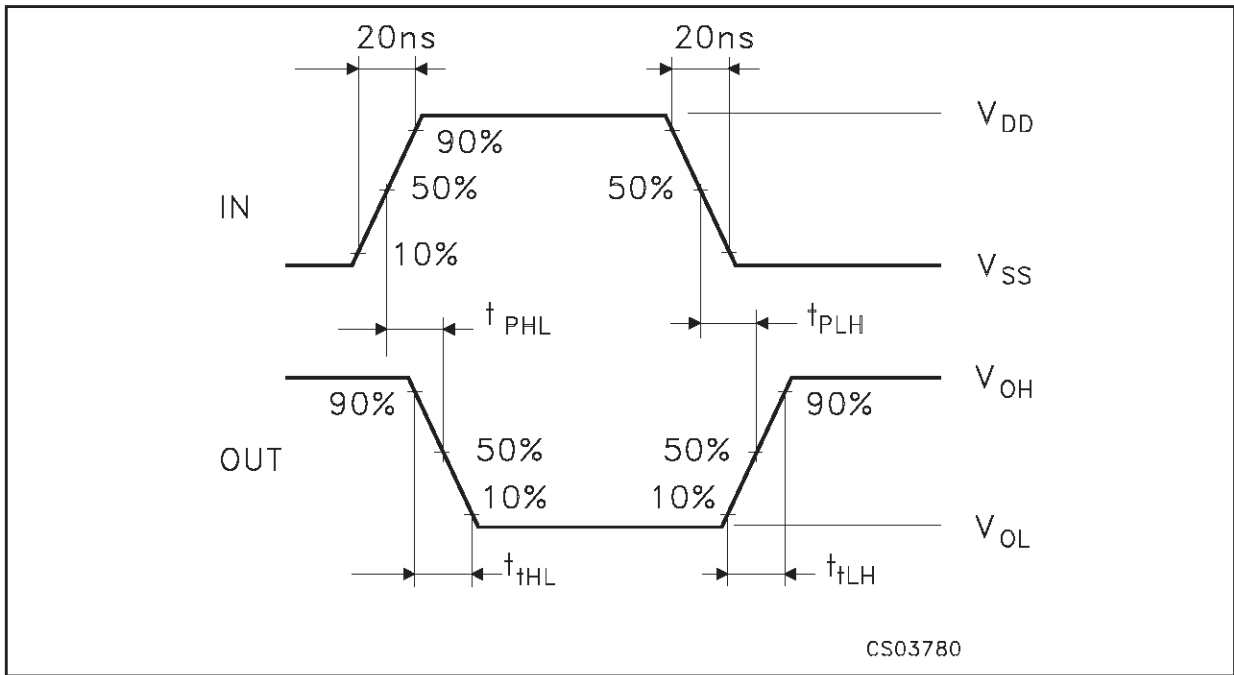 20ns 20ns
V_DD
90%
50% 50%
IN
10%
V_SS
t_PHL t_PLH
V_OH
90% 90%
50% 50%
OUT
10% 10%
V_OL
t_tHL t_tLH
CS03780